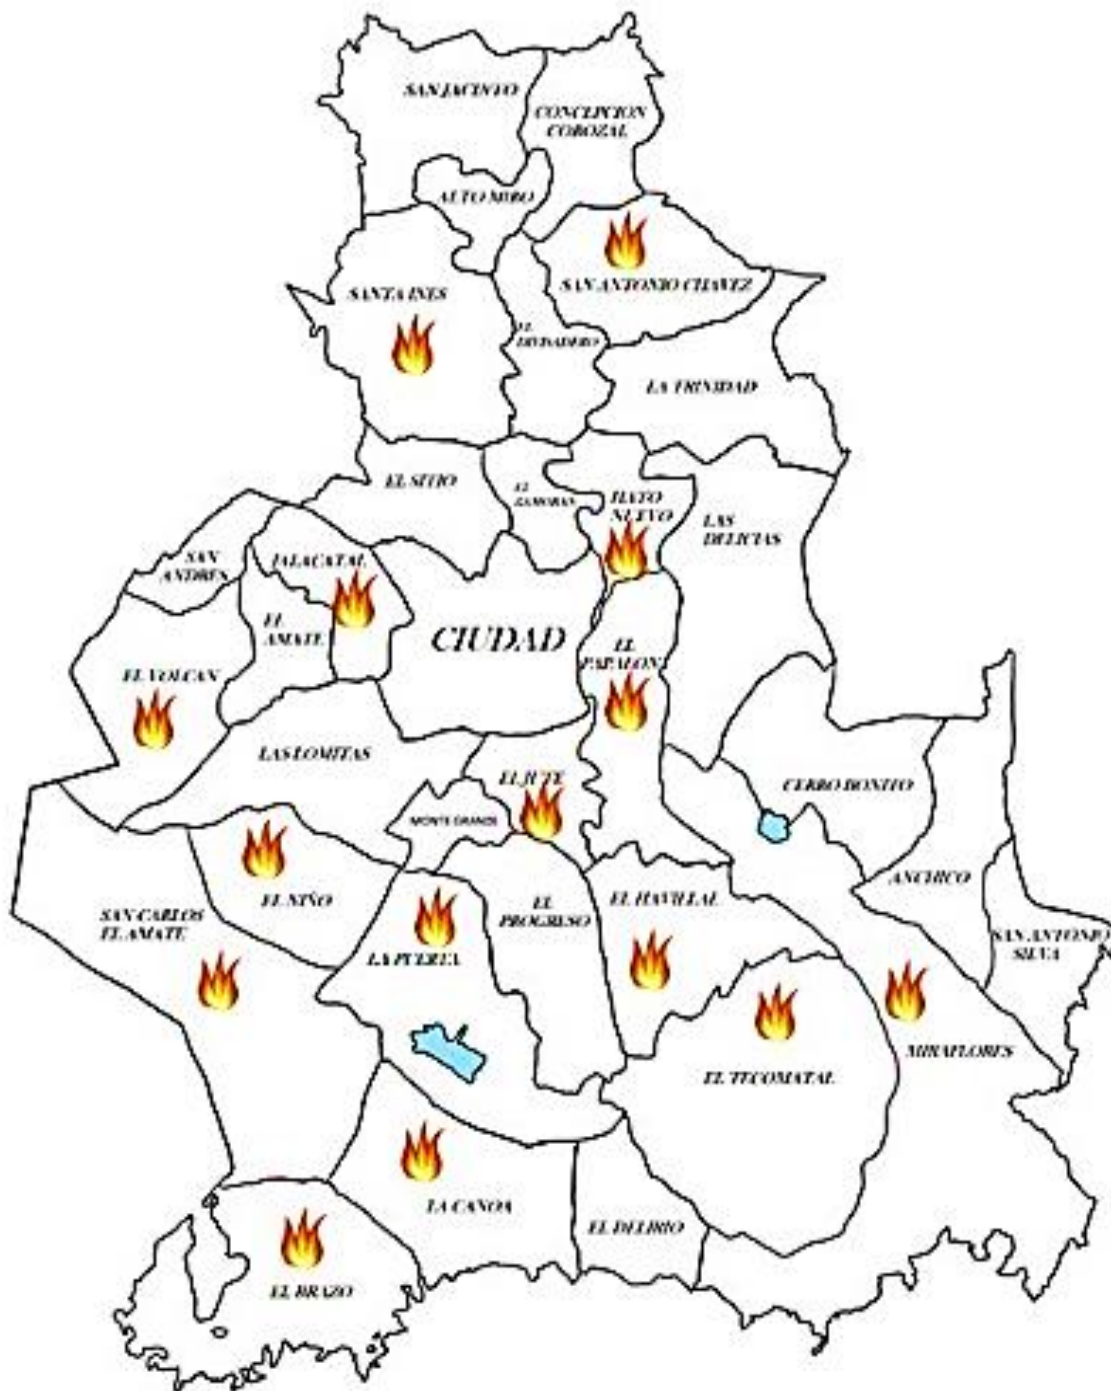 SAN JACINTO
CONCEPCION
COROZAL
ALTO MIRO
SAN ANTONIO CHAVEZ
SANTA INES
EL
DIVISADERO
LA TRINIDAD
EL SITIO
EL
ZAMORAN
HATO
NUEVO
LAS
DELICIAS
SAN
ANDRES
JALACATAL
EL
AMATE
CIUDAD
EL
PAPALON
EL VOLCAN
LAS LOMITAS
EL JUTE
CERRO BONITO
MONTE GRANDE
ANCHICO
EL NIÑO
EL
PROGRESO
EL HAVILLAL
SAN CARLOS
EL AMATE
LA PUERTA
SAN ANTONIO
SILVA
MIRAFLORES
EL TECOMATAL
LA CANOA
EL DELIRIO
EL BRAZO